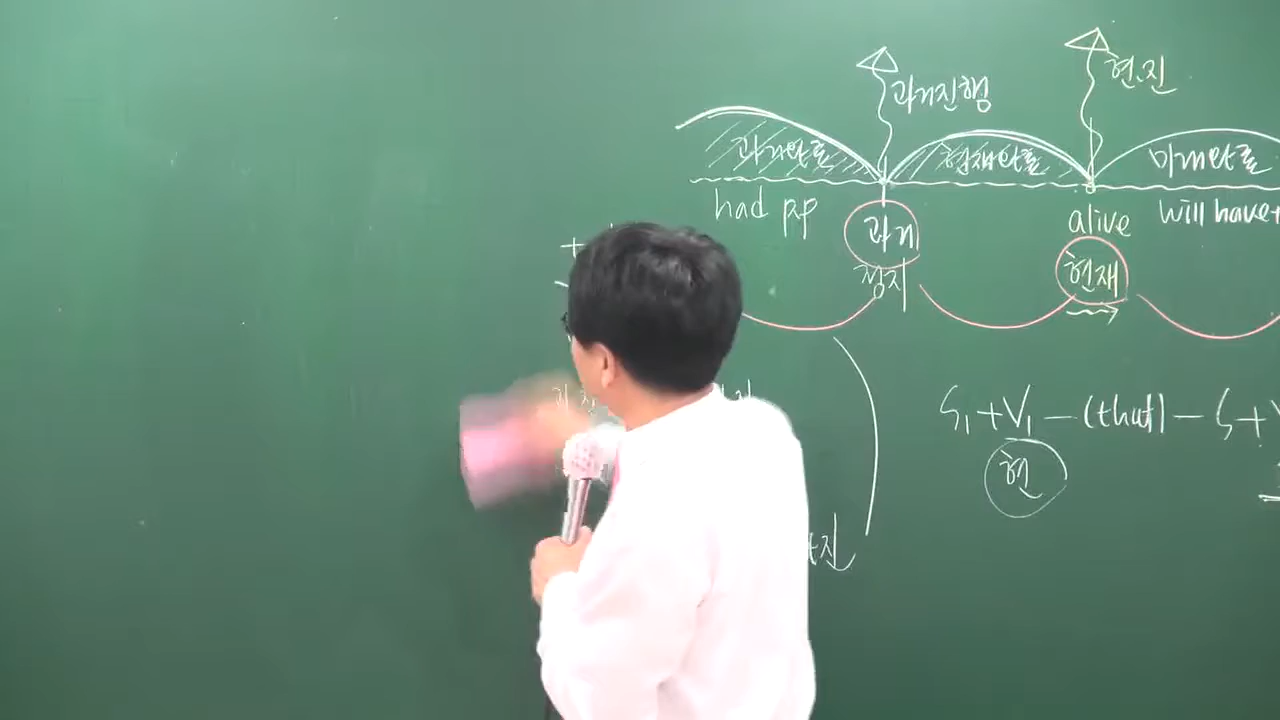 과거진행 현.진
과거완료 현재완료 미래완료
had pp alive will have+
과거 현재
정지
S₁+V₁—(that)—S+V
현